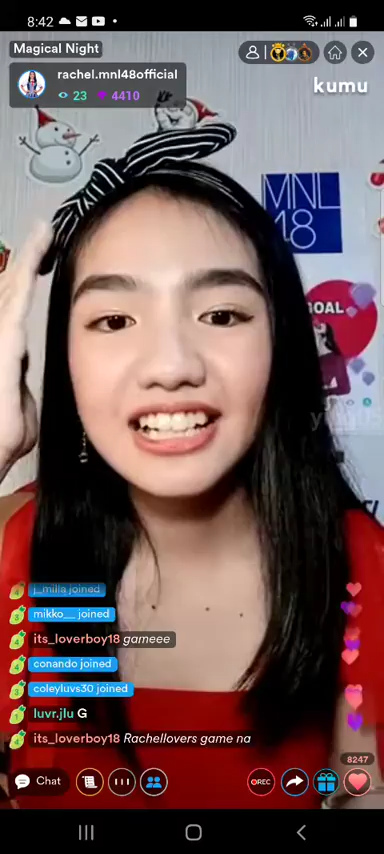 8:42
Magical Night
rachel.mnl48official
23 4410
kumu
MNL
48
GOAL
j_milla joined
mikko__ joined
its_loverboy18 gameee
conando joined
coleyluvs30 joined
luvr.jlu G
its_loverboy18 Rachellovers game na
8247
Chat
REC